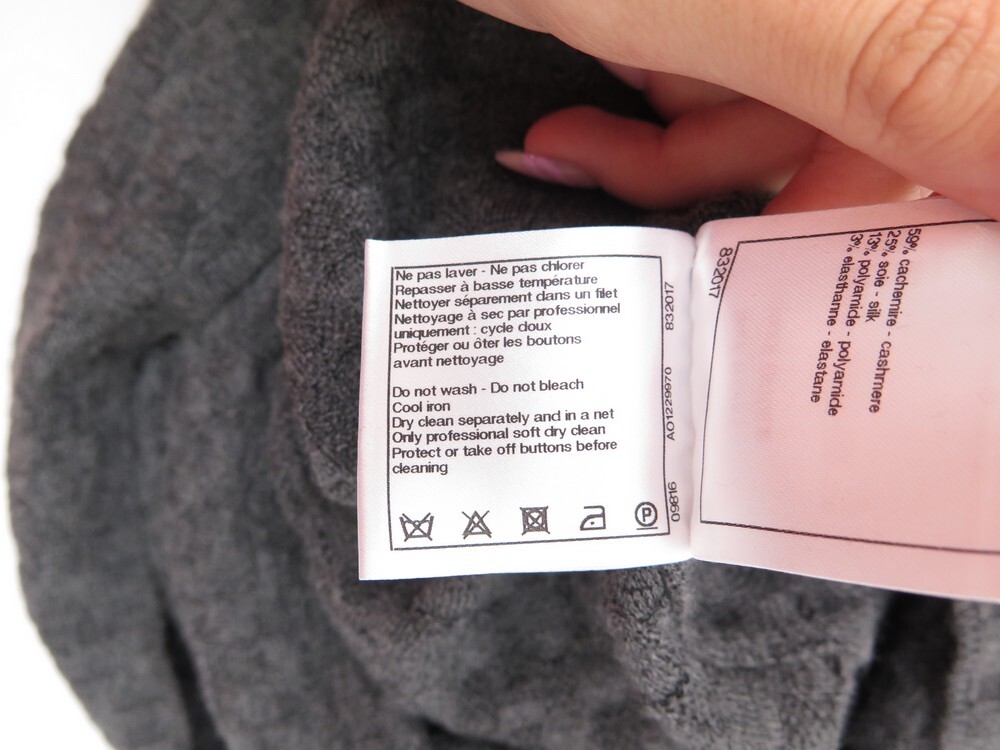 Ne pas laver - Ne pas chlorer
Repasser à basse température
Nettoyer séparement dans un filet
Nettoyage à sec par professionnel
uniquement : cycle doux
Protéger ou ôter les boutons
avant nettoyage
Do not wash - Do not bleach
Cool iron
Dry clean separately and in a net
Only professional soft dry clean
Protect or take off buttons before
cleaning
P
09816
AO1229970
832017
832017
59% cachemire - cashmere
25% soie - silk
13% polyamide - polyamide
3% elasthanne - elastane